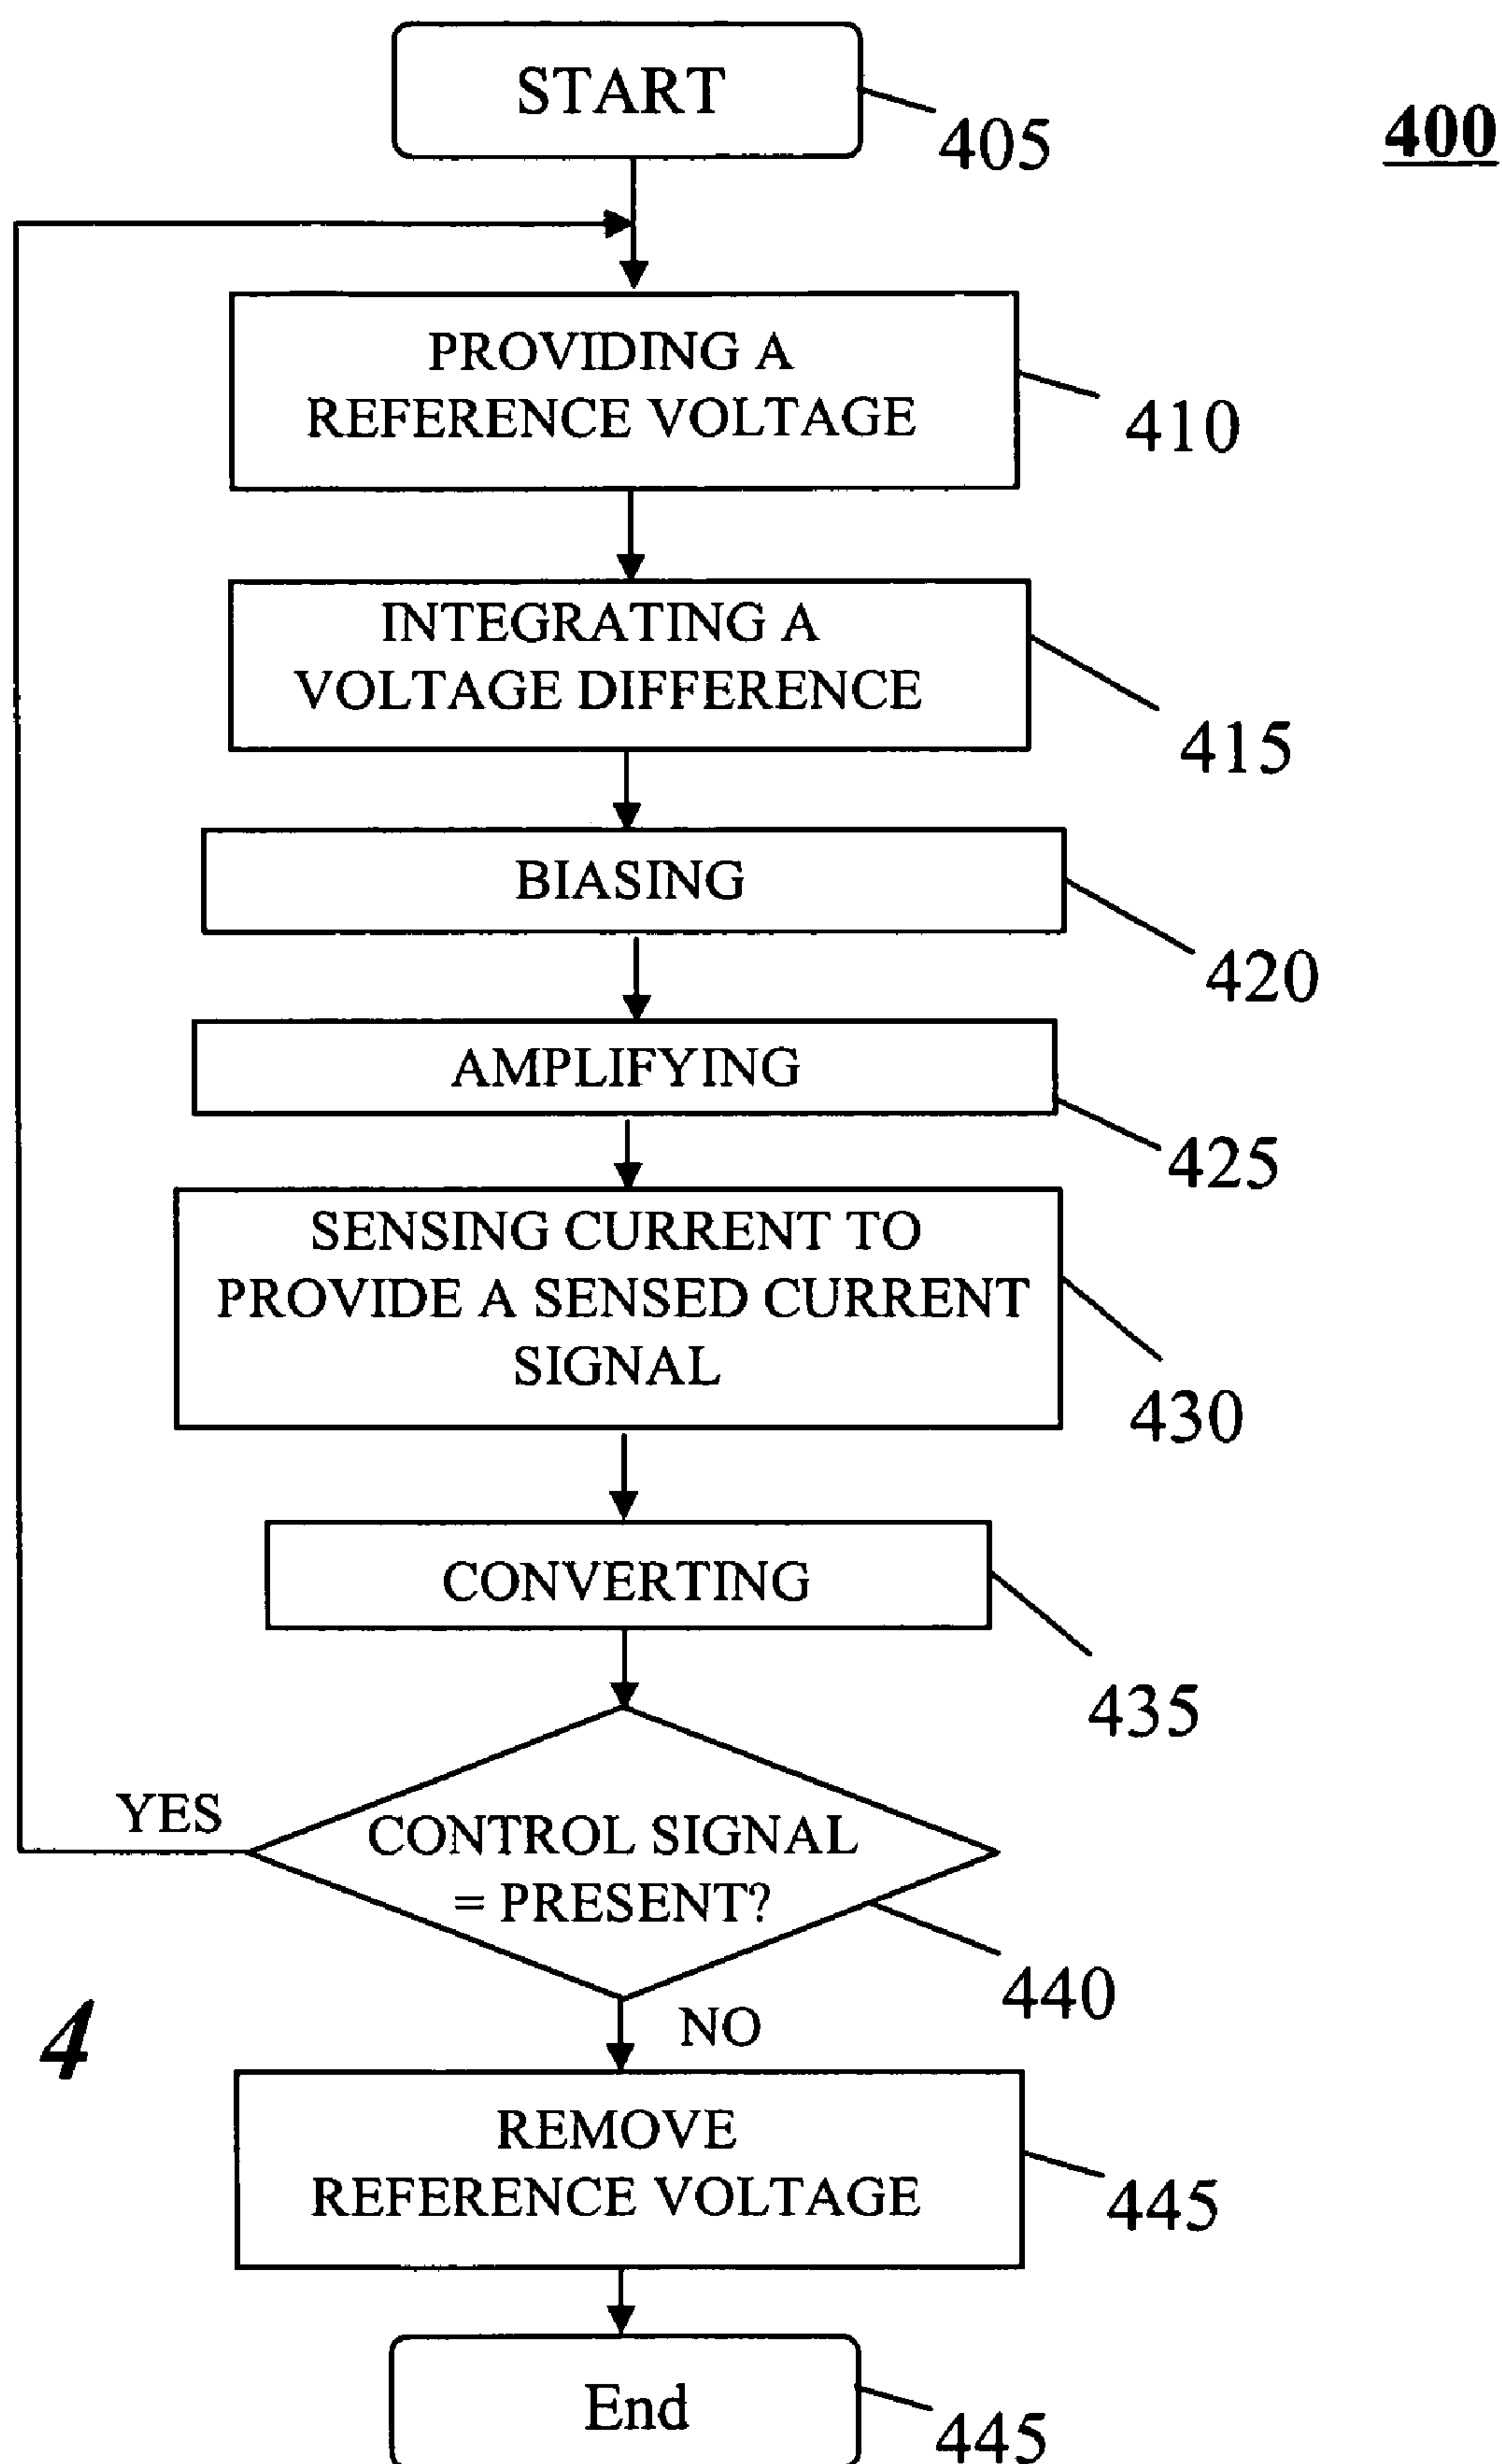 START
405
400
PROVIDING A
REFERENCE VOLTAGE
410
INTEGRATING A
VOLTAGE DIFFERENCE
415
BIASING
420
AMPLIFYING
425
SENSING CURRENT TO
PROVIDE A SENSED CURRENT
SIGNAL
430
CONVERTING
435
YES
CONTROL SIGNAL
= PRESENT?
440
4
NO
REMOVE
REFERENCE VOLTAGE
445
End
445